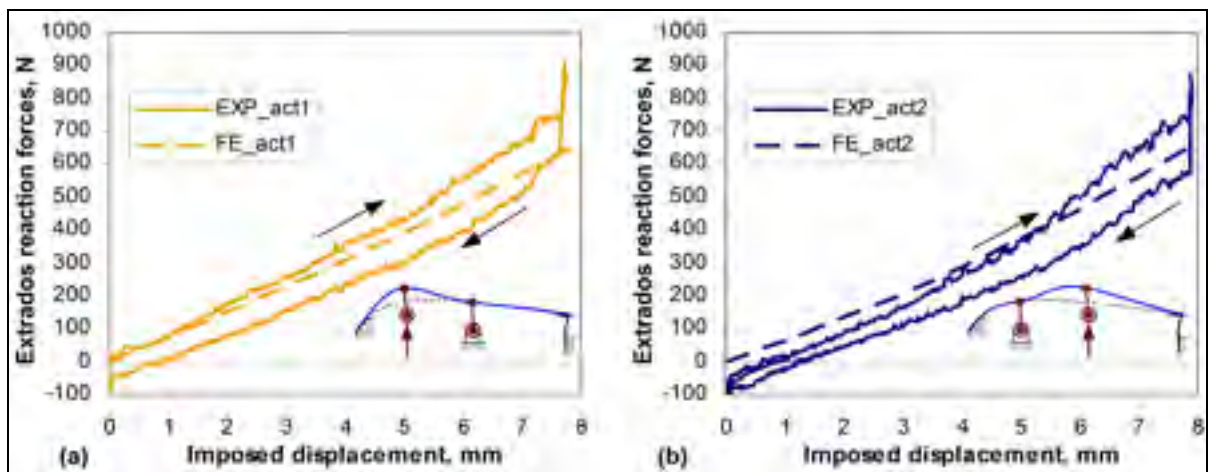 Extrados reaction forces, N
1000
900
800
700
600
500
400
300
200
100
0
-100
EXP_act1
FE_act1
0 1 2 3 4 5 6 7 8
(a) Imposed displacement, mm
Extrados reaction forces, N
1000
900
800
700
600
500
400
300
200
100
0
-100
EXP_act2
FE_act2
0 1 2 3 4 5 6 7 8
(b) Imposed displacement, mm